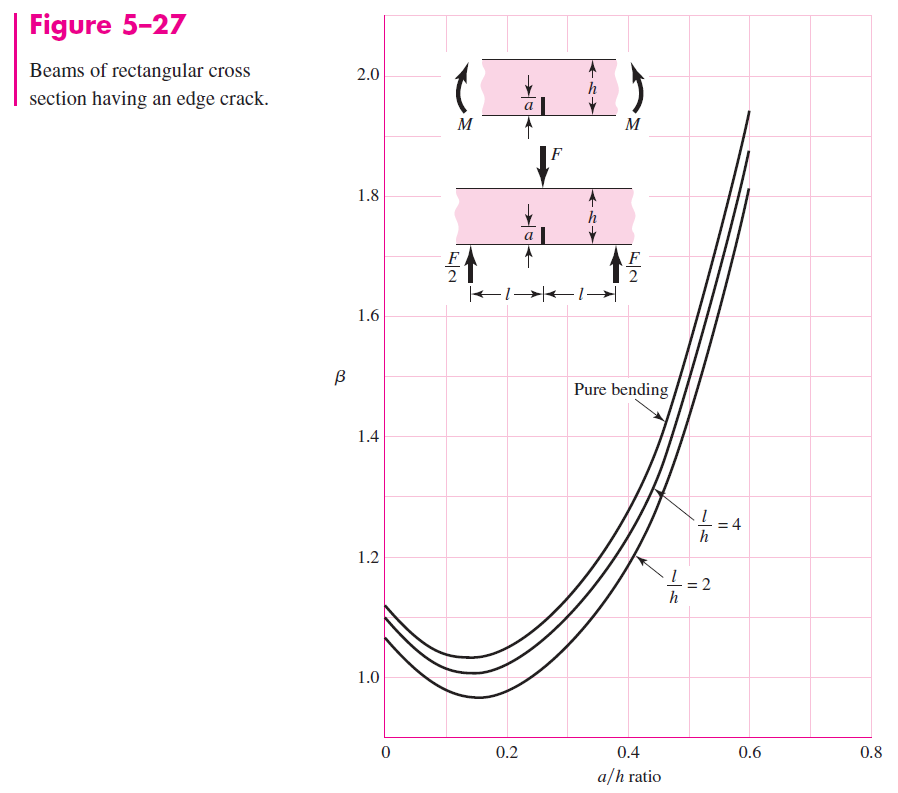 Figure 5–27
Beams of rectangular cross
section having an edge crack.
2.0
1.8
1.6
1.4
1.2
1.0
β
0
0.2
0.4
0.6
0.8
a/h ratio
M
a
h
M
F
a
h
F
2
F
2
l
l
Pure bending
l
h
= 4
l
h
= 2